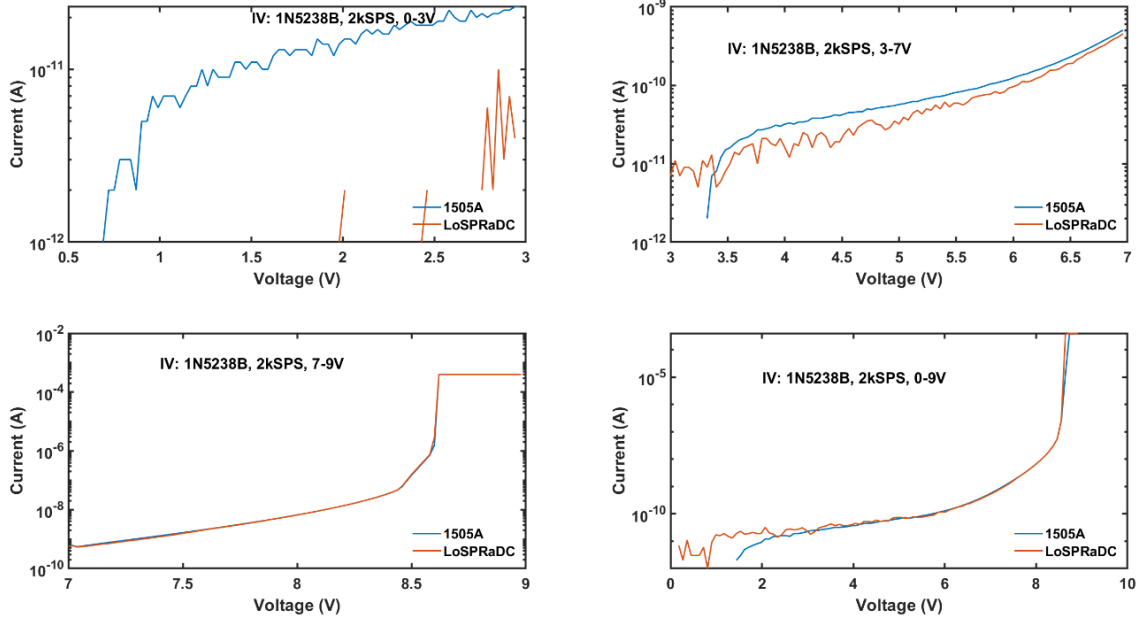 IV: 1N5238B, 2kSPS, 0-3V
10^-11
10^-12
Current (A)
0.5 1 1.5 2 2.5 3
Voltage (V)
1505A
LoSPRaDC
IV: 1N5238B, 2kSPS, 3-7V
10^-9
10^-10
10^-11
10^-12
Current (A)
3 3.5 4 4.5 5 5.5 6 6.5 7
Voltage (V)
1505A
LoSPRaDC
IV: 1N5238B, 2kSPS, 7-9V
10^-2
10^-4
10^-6
10^-8
10^-10
Current (A)
7 7.5 8 8.5 9
Voltage (V)
1505A
LoSPRaDC
IV: 1N5238B, 2kSPS, 0-9V
10^-5
10^-10
Current (A)
0 2 4 6 8 10
Voltage (V)
1505A
LoSPRaDC